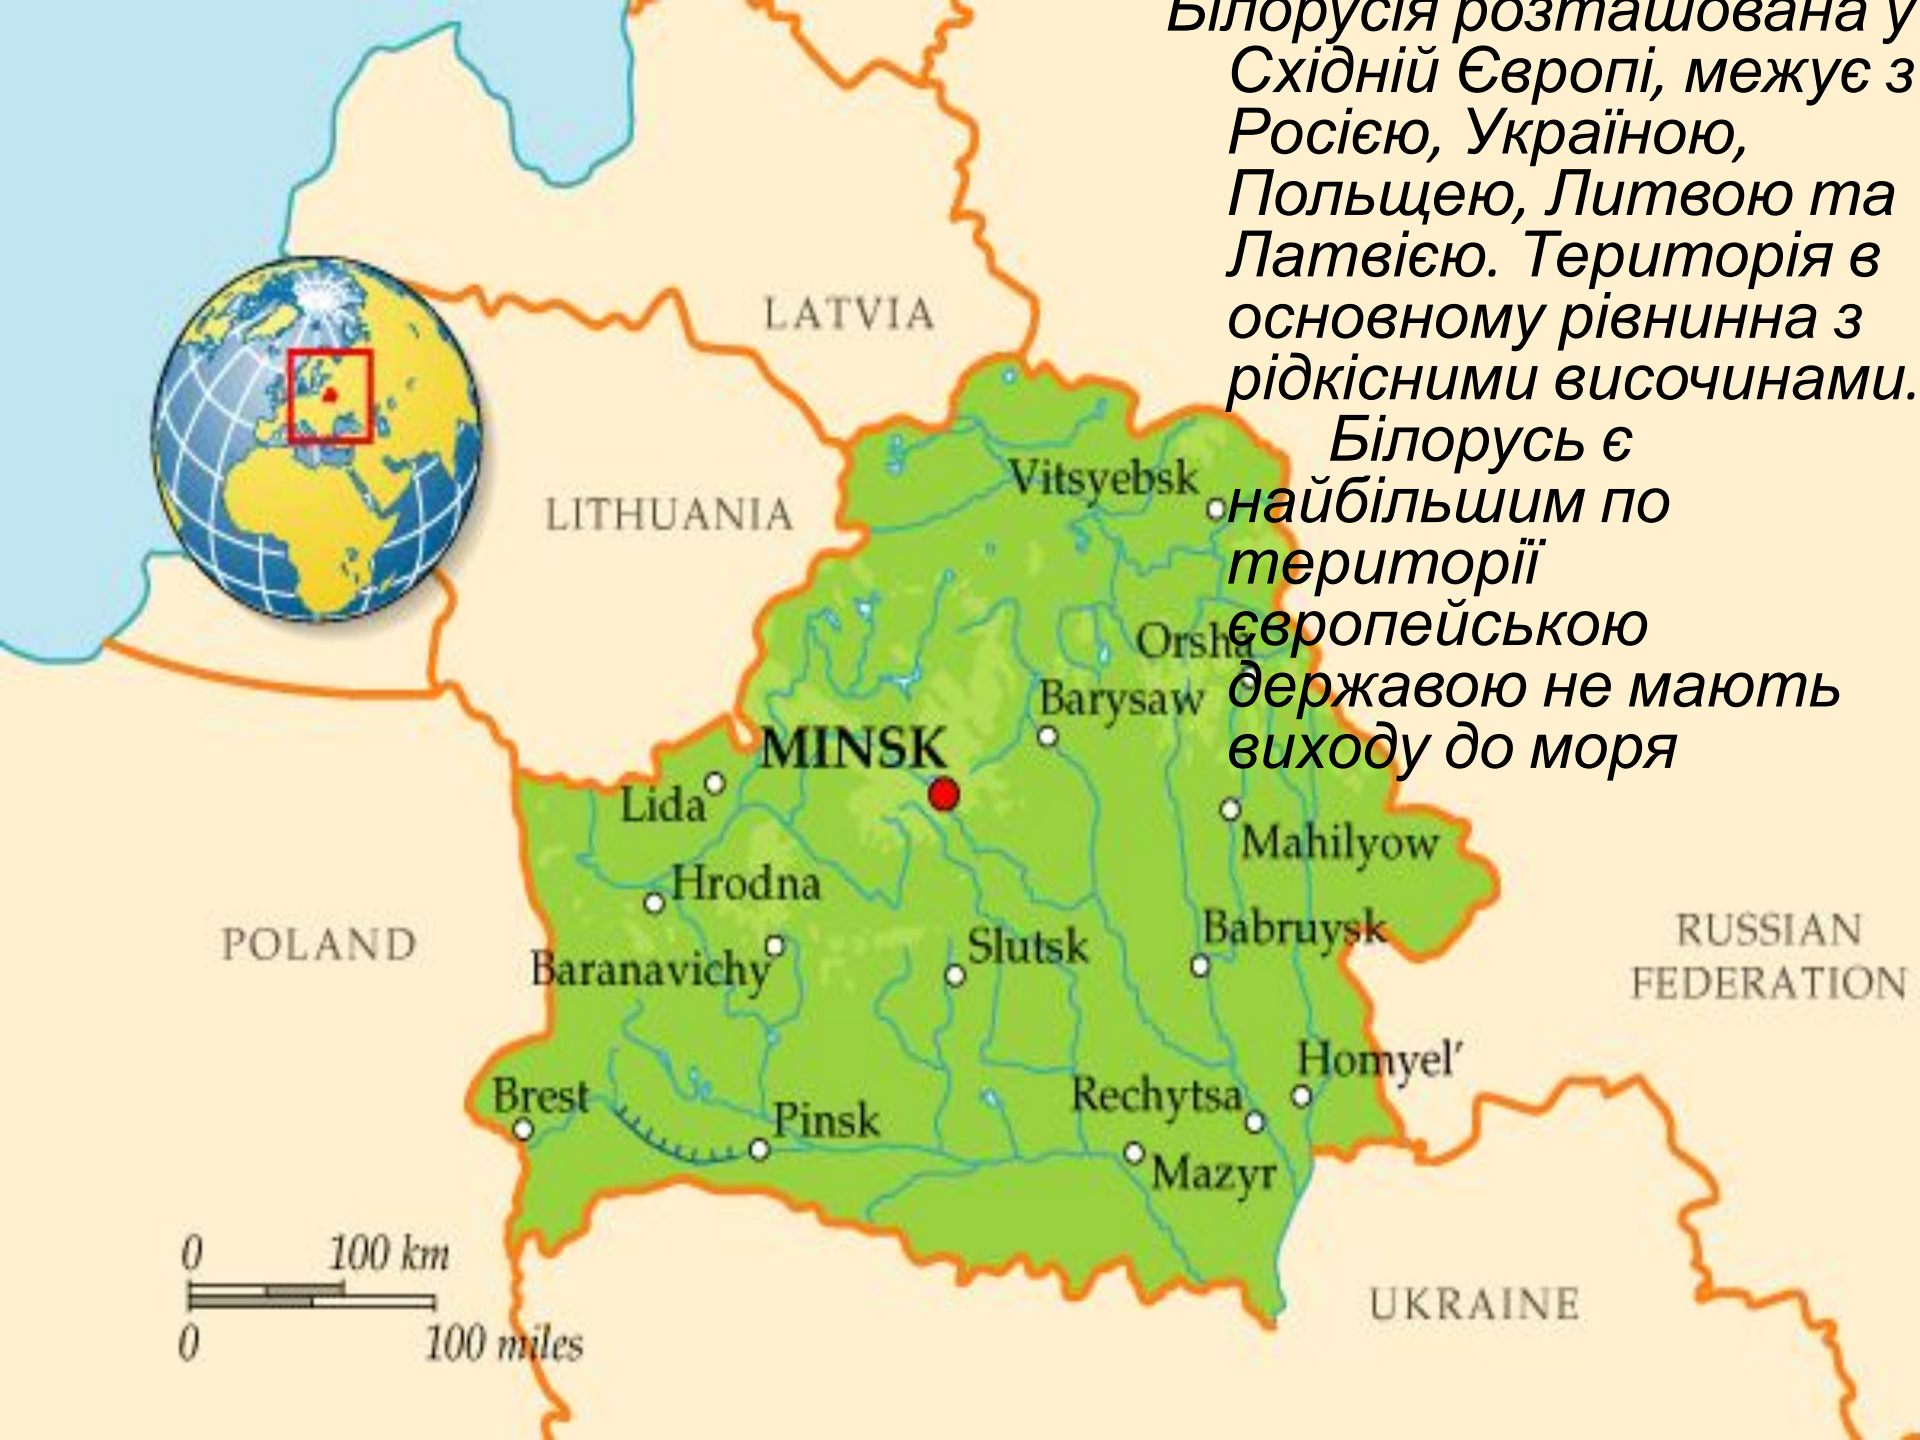 Білорусія розташована у
Східній Європі, межує з
Росією, Україною,
Польщею, Литвою та
Латвією. Територія в
основному рівнинна з
рідкісними височинами.
Білорусь є
найбільшим по
території
європейською
державою не мають
виходу до моря
LATVIA
LITHUANIA
Vitsyebsk
Orsha
Barysaw
MINSK
Lida
Mahilyow
Hrodna
Babruysk
Slutsk
Baranavichy
POLAND
RUSSIAN
FEDERATION
Homyel′
Brest
Rechytsa
Pinsk
Mazyr
0 100 km
0 100 miles
UKRAINE